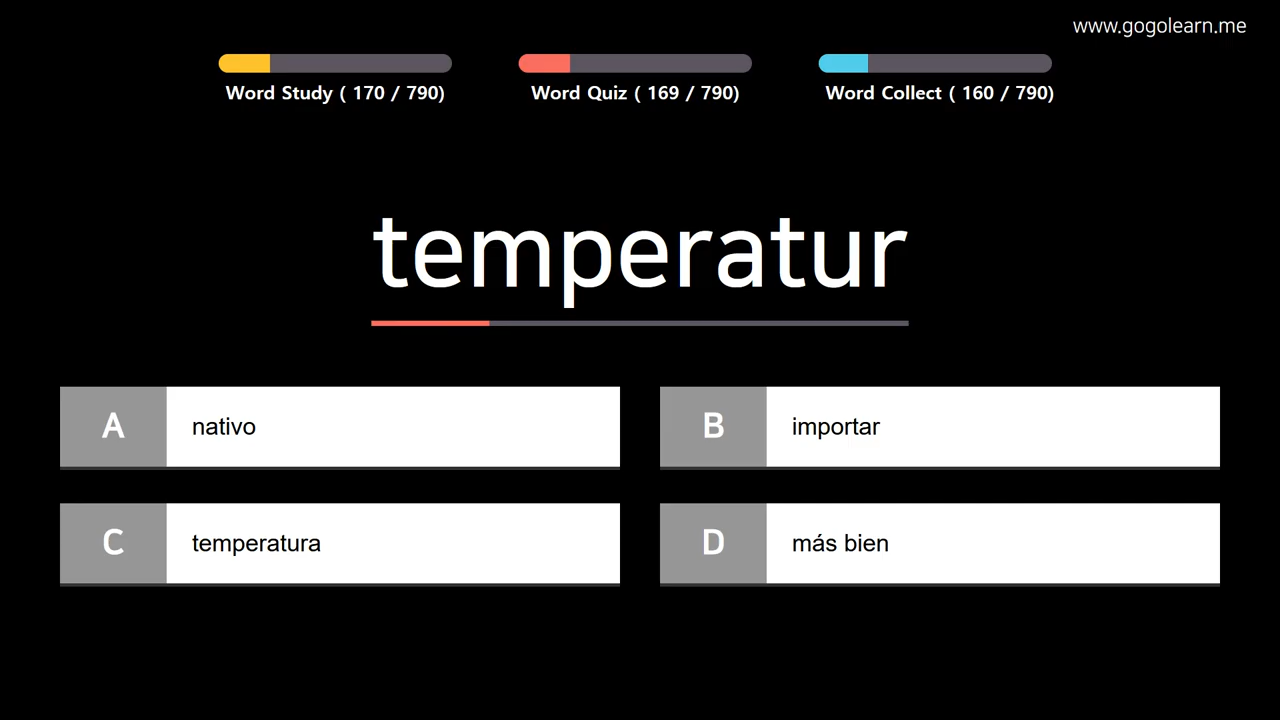 www.gogolearn.me
Word Study ( 170 / 790)
Word Quiz ( 169 / 790)
Word Collect ( 160 / 790)
temperatur
A nativo
B importar
C temperatura
D más bien